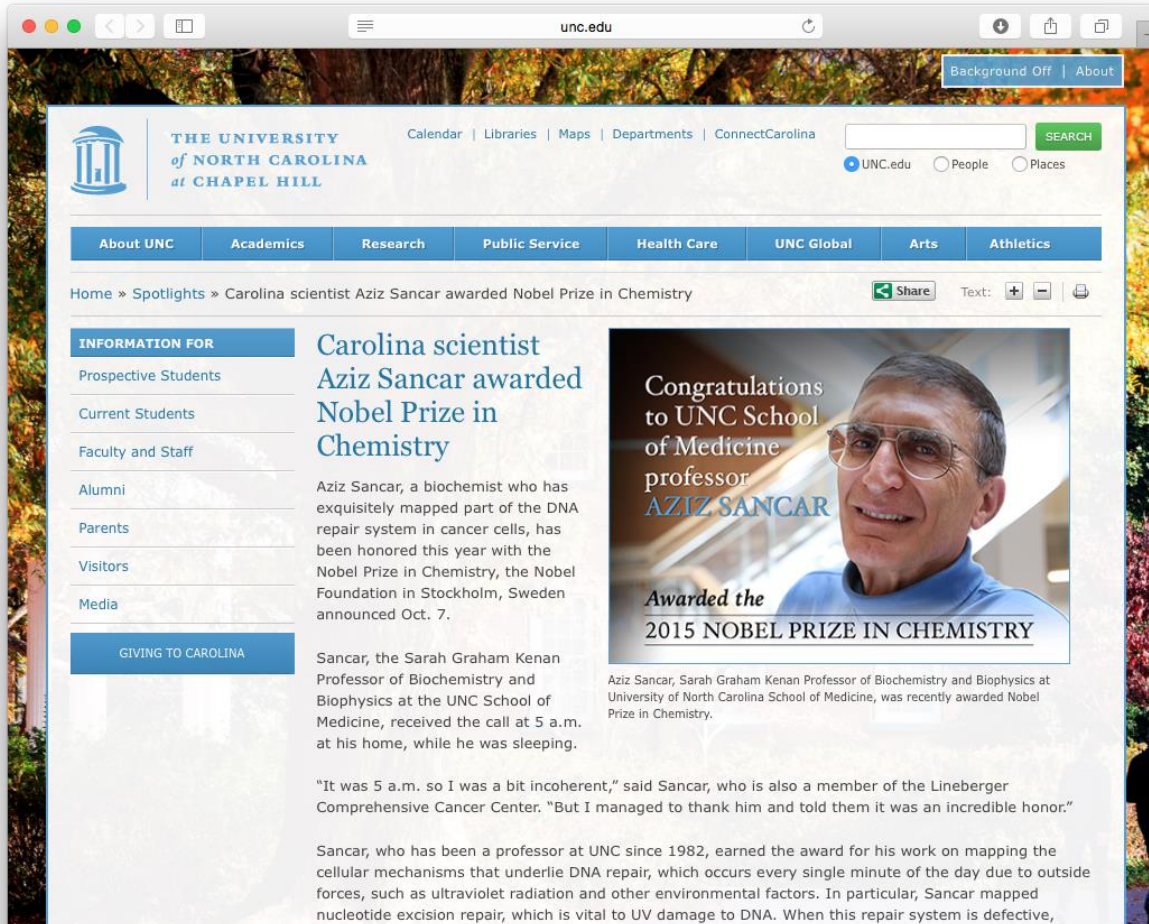 unc.edu
Background Off | About
THE UNIVERSITY
of NORTH CAROLINA
at CHAPEL HILL
Calendar | Libraries | Maps | Departments | ConnectCarolina
SEARCH
UNC.edu People Places
About UNC Academics Research Public Service Health Care UNC Global Arts Athletics
Home » Spotlights » Carolina scientist Aziz Sancar awarded Nobel Prize in Chemistry
Share Text: + −
INFORMATION FOR
Prospective Students
Current Students
Faculty and Staff
Alumni
Parents
Visitors
Media
GIVING TO CAROLINA
Carolina scientist
Aziz Sancar awarded
Nobel Prize in
Chemistry
Aziz Sancar, a biochemist who has
exquisitely mapped part of the DNA
repair system in cancer cells, has
been honored this year with the
Nobel Prize in Chemistry, the Nobel
Foundation in Stockholm, Sweden
announced Oct. 7.
Sancar, the Sarah Graham Kenan
Professor of Biochemistry and
Biophysics at the UNC School of
Medicine, received the call at 5 a.m.
at his home, while he was sleeping.
Congratulations
to UNC School
of Medicine
professor
AZIZ SANCAR
Awarded the
2015 NOBEL PRIZE IN CHEMISTRY
Aziz Sancar, Sarah Graham Kenan Professor of Biochemistry and Biophysics at
University of North Carolina School of Medicine, was recently awarded Nobel
Prize in Chemistry.
“It was 5 a.m. so I was a bit incoherent,” said Sancar, who is also a member of the Lineberger
Comprehensive Cancer Center. “But I managed to thank him and told them it was an incredible honor.”
Sancar, who has been a professor at UNC since 1982, earned the award for his work on mapping the
cellular mechanisms that underlie DNA repair, which occurs every single minute of the day due to outside
forces, such as ultraviolet radiation and other environmental factors. In particular, Sancar mapped
nucleotide excision repair, which is vital to UV damage to DNA. When this repair system is defective,